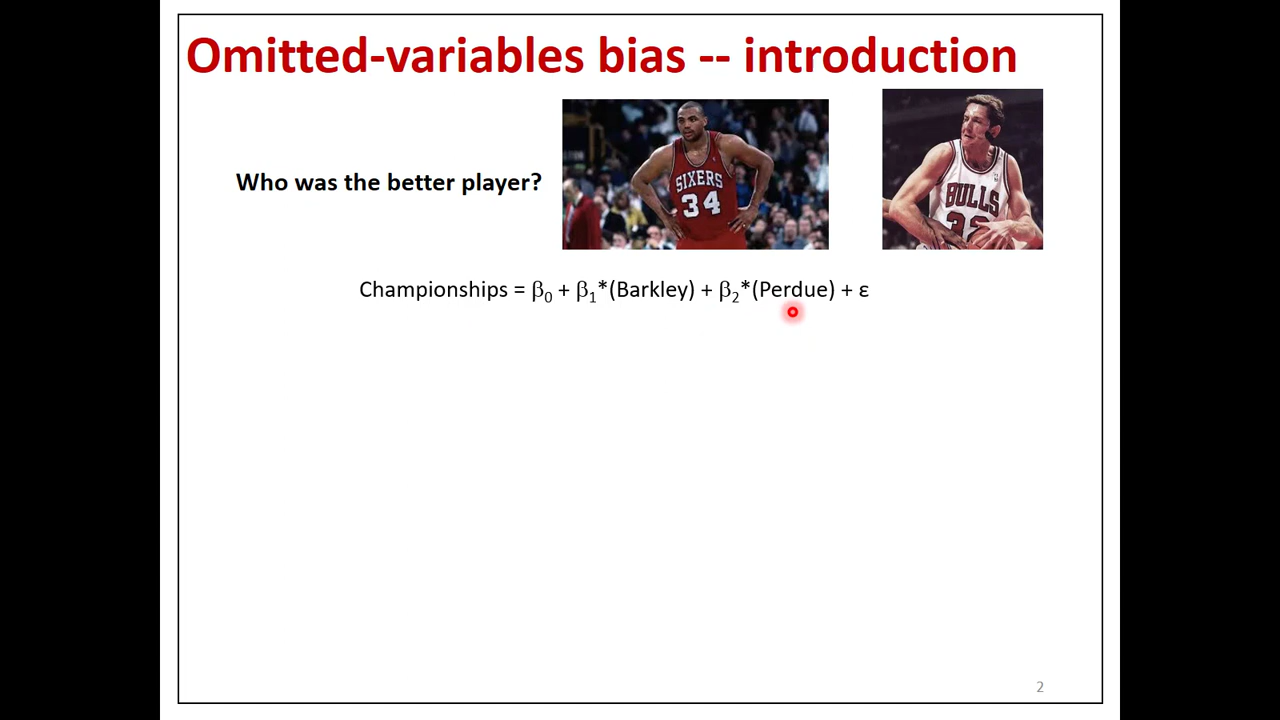 Omitted-variables bias -- introduction
Who was the better player?
SIXERS
34
BULLS
Championships = β₀ + β₁*(Barkley) + β₂*(Perdue) + ε
2